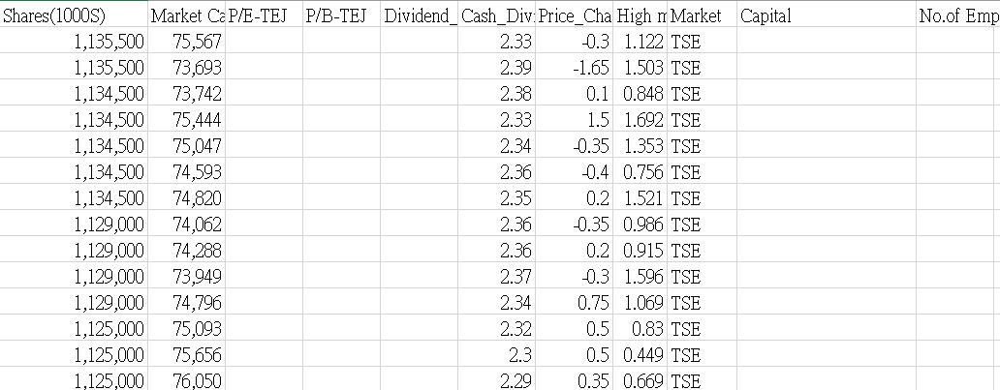 Shares(1000S) Market Ca P/E-TEJ P/B-TEJ Dividend_ Cash_Div Price_Cha High m Market Capital No.of Emp
1,135,500 75,567 2.33 -0.3 1.122 TSE
1,135,500 73,693 2.39 -1.65 1.503 TSE
1,134,500 73,742 2.38 0.1 0.848 TSE
1,134,500 75,444 2.33 1.5 1.692 TSE
1,134,500 75,047 2.34 -0.35 1.353 TSE
1,134,500 74,593 2.36 -0.4 0.756 TSE
1,134,500 74,820 2.35 0.2 1.521 TSE
1,129,000 74,062 2.36 -0.35 0.986 TSE
1,129,000 74,288 2.36 0.2 0.915 TSE
1,129,000 73,949 2.37 -0.3 1.596 TSE
1,129,000 74,796 2.34 0.75 1.069 TSE
1,125,000 75,093 2.32 0.5 0.83 TSE
1,125,000 75,656 2.3 0.5 0.449 TSE
1,125,000 76,050 2.29 0.35 0.669 TSE